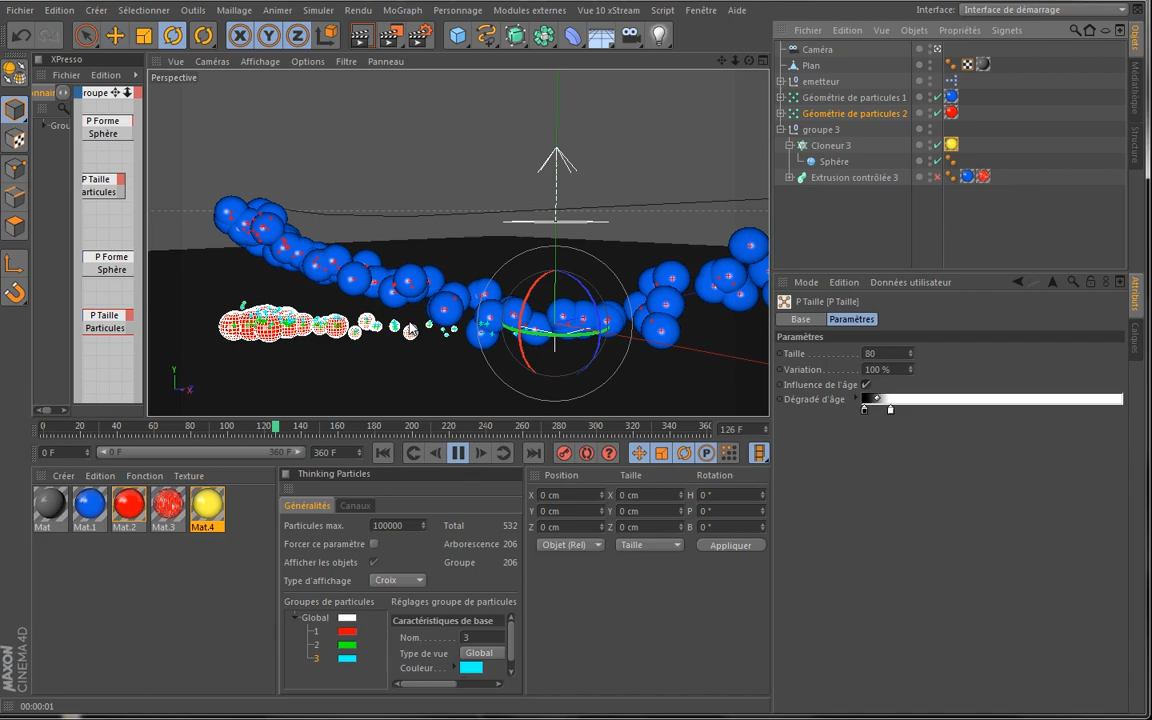 Fichier Edition Créer Sélectionner Outils Maillage Animer Simuler Rendu MoGraph Personnage Modules externes Vue 10 xStream Script Fenêtre Aide Interface: Interface de démarrage
XPresso
Fichier Edition
Vue Caméras Affichage Options Filtre Panneau
Fichier Edition Vue Objets Propriétés Signets
Objets
Médiathèque
Structure
Perspective
Caméra
Plan
emetteur
Géométrie de particules 1
Géométrie de particules 2
groupe 3
Cloneur 3
Sphère
Extrusion contrôlée 3
nnair
Grou
roupe
P Forme
Sphère
P Taille
articules
P Forme
Sphère
P Taille
Particules
Y
X
Mode Edition Données utilisateur
Attributs
Calques
P Taille [P Taille]
Base Paramètres
Paramètres
Taille 80
Variation 100 %
Influence de l'âge
Dégradé d'âge
0 20 40 60 80 100 120 140 160 180 200 220 240 260 280 300 320 340 36 126 F
0 F 0 F 360 F 360 F
Créer Edition Fonction Texture
Mat Mat.1 Mat.2 Mat.3 Mat.4
Thinking Particles
Généralités Canaux
Particules max. 100000 Total 532
Forcer ce paramètre Arborescence 206
Afficher les objets Groupe 206
Type d'affichage Croix
Groupes de particules Réglages groupe de particules
Global
1
2
3
Caractéristiques de base
Nom 3
Type de vue Global
Couleur
Position Taille Rotation
X 0 cm X 0 cm H 0 °
Y 0 cm Y 0 cm P 0 °
Z 0 cm Z 0 cm B 0 °
Objet (Rel) Taille Appliquer
MAXON
CINEMA 4D
00:00:01